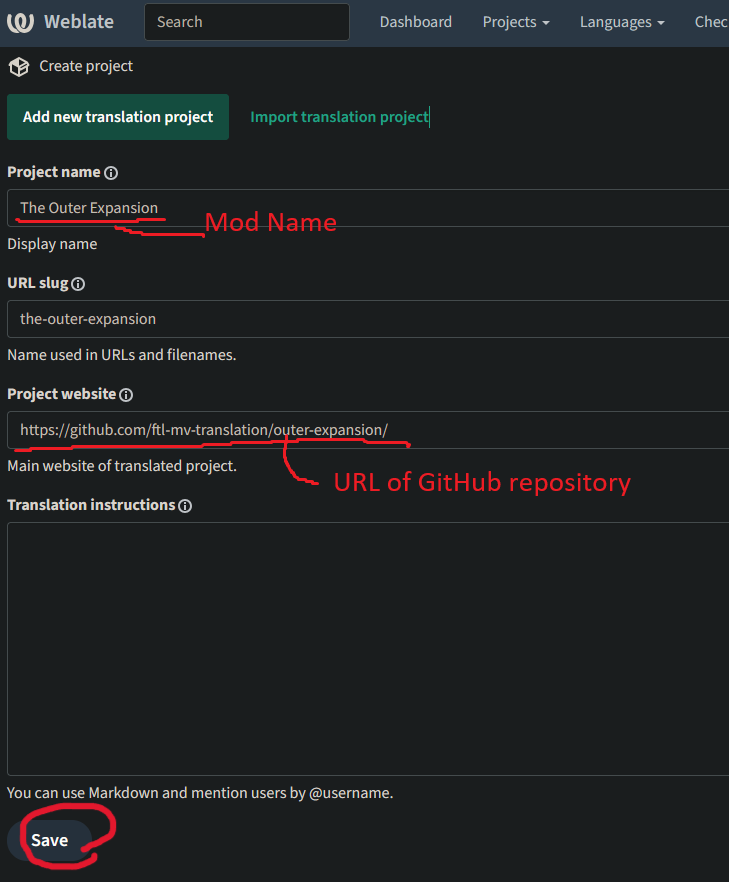 Weblate Search Dashboard Projects Languages Chec
Create project
Add new translation project Import translation project
Project name
The Outer Expansion
Mod Name
Display name
URL slug
the-outer-expansion
Name used in URLs and filenames.
Project website
https://github.com/ftl-mv-translation/outer-expansion/
Main website of translated project.
URL of GitHub repository
Translation instructions
You can use Markdown and mention users by @username.
Save